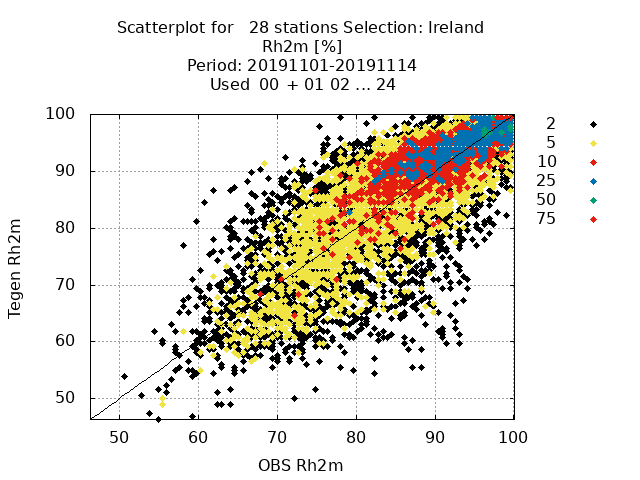 Scatterplot for   28 stations Selection: Ireland
Rh2m [%]
Period: 20191101-20191114
Used  00 + 01 02 ... 24
100
90
80
70
60
50
Tegen Rh2m
50 60 70 80 90 100
OBS Rh2m
2
5
10
25
50
75